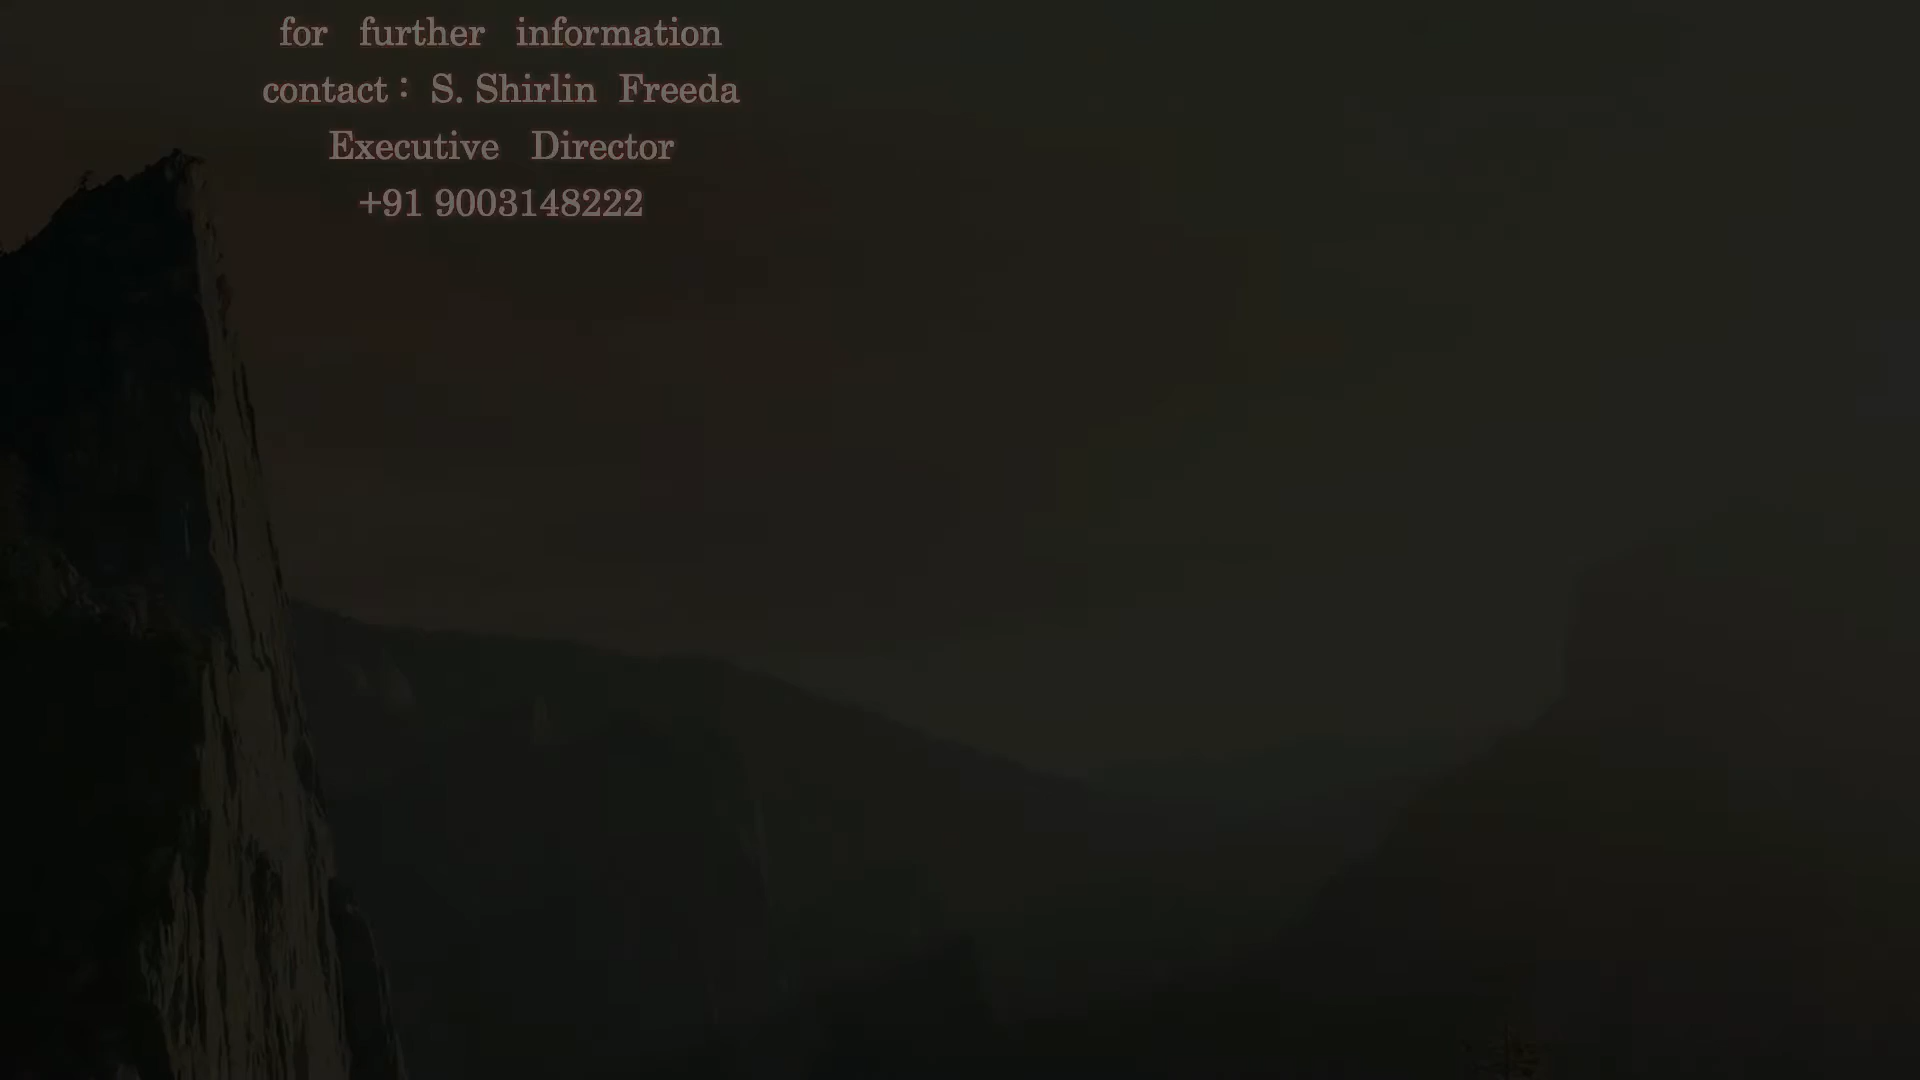 for further information
contact : S. Shirlin Freeda
Executive Director
+91 9003148222